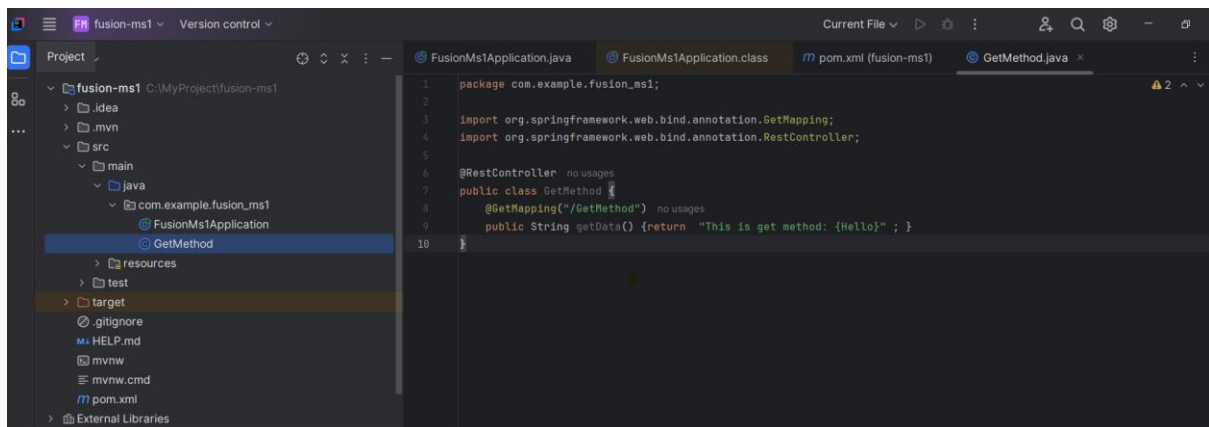 FM fusion-ms1 Version control Current File
Project
FusionMs1Application.java FusionMs1Application.class m pom.xml (fusion-ms1) GetMethod.java
fusion-ms1 C:\MyProject\fusion-ms1
.idea
.mvn
src
main
java
com.example.fusion_ms1
FusionMs1Application
GetMethod
resources
test
target
.gitignore
M↓ HELP.md
mvnw
mvnw.cmd
m pom.xml
External Libraries
1 package com.example.fusion_ms1; 2
2
3 import org.springframework.web.bind.annotation.GetMapping;
4 import org.springframework.web.bind.annotation.RestController;
5
6 @RestController no usages
7 public class GetMethod {
8 @GetMapping("/GetMethod") no usages
9 public String getData() {return "This is get method: {Hello}" ; }
10 }